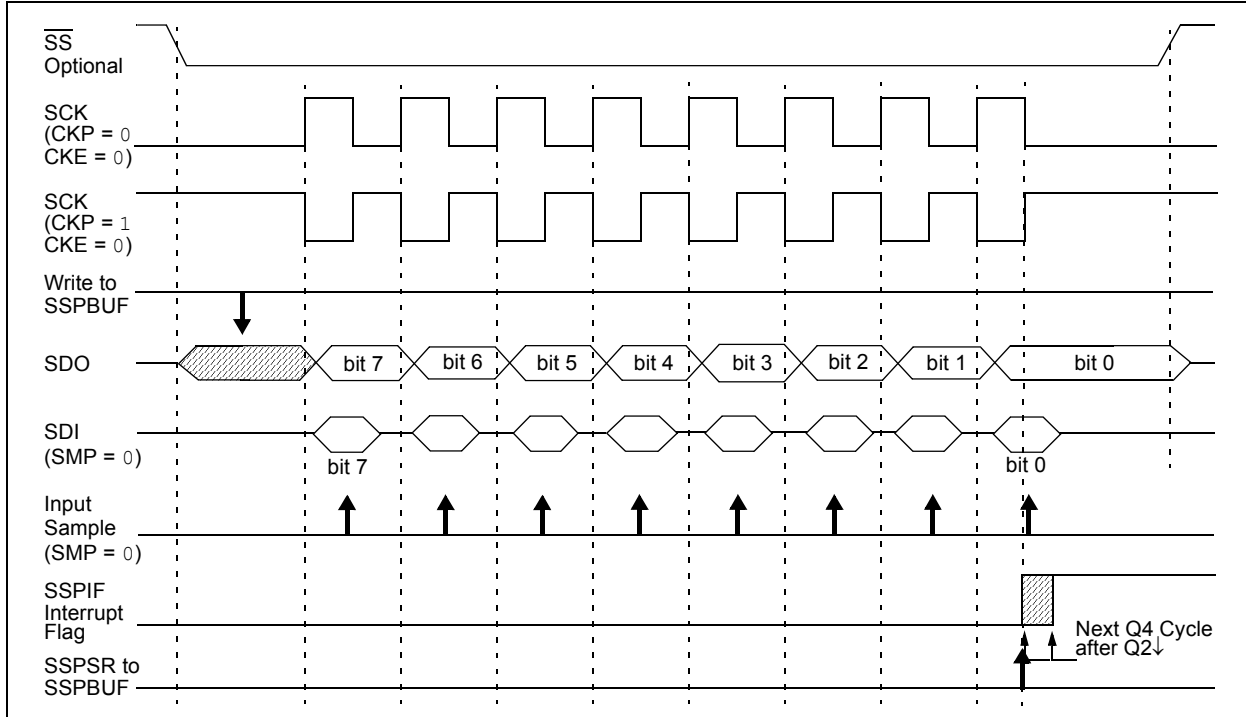 SS
Optional
SCK
(CKP = 0
CKE = 0)
SCK
(CKP = 1
CKE = 0)
Write to
SSPBUF
SDO
bit 7 bit 6 bit 5 bit 4 bit 3 bit 2 bit 1 bit 0
SDI
(SMP = 0)
bit 7 bit 0
Input
Sample
(SMP = 0)
SSPIF
Interrupt
Flag
Next Q4 Cycle
after Q2↓
SSPSR to
SSPBUF